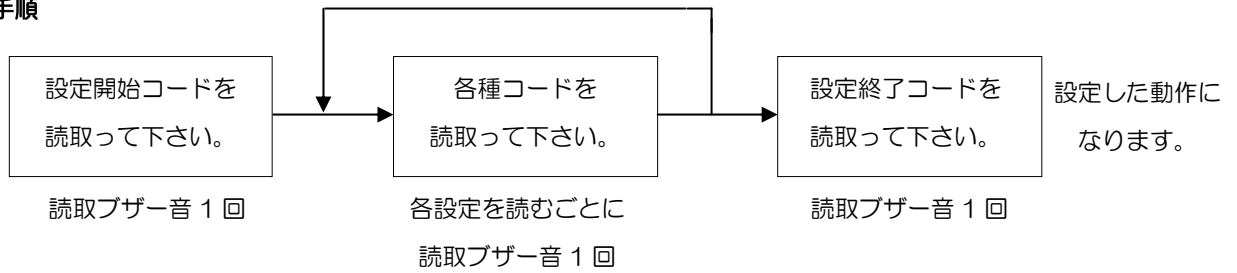 手順
設定開始コードを
読取って下さい。
各種コードを
読取って下さい。
設定終了コードを
読取って下さい。
設定した動作に
なります。
読取ブザー音 1 回
各設定を読むごとに
読取ブザー音 1 回
読取ブザー音 1 回